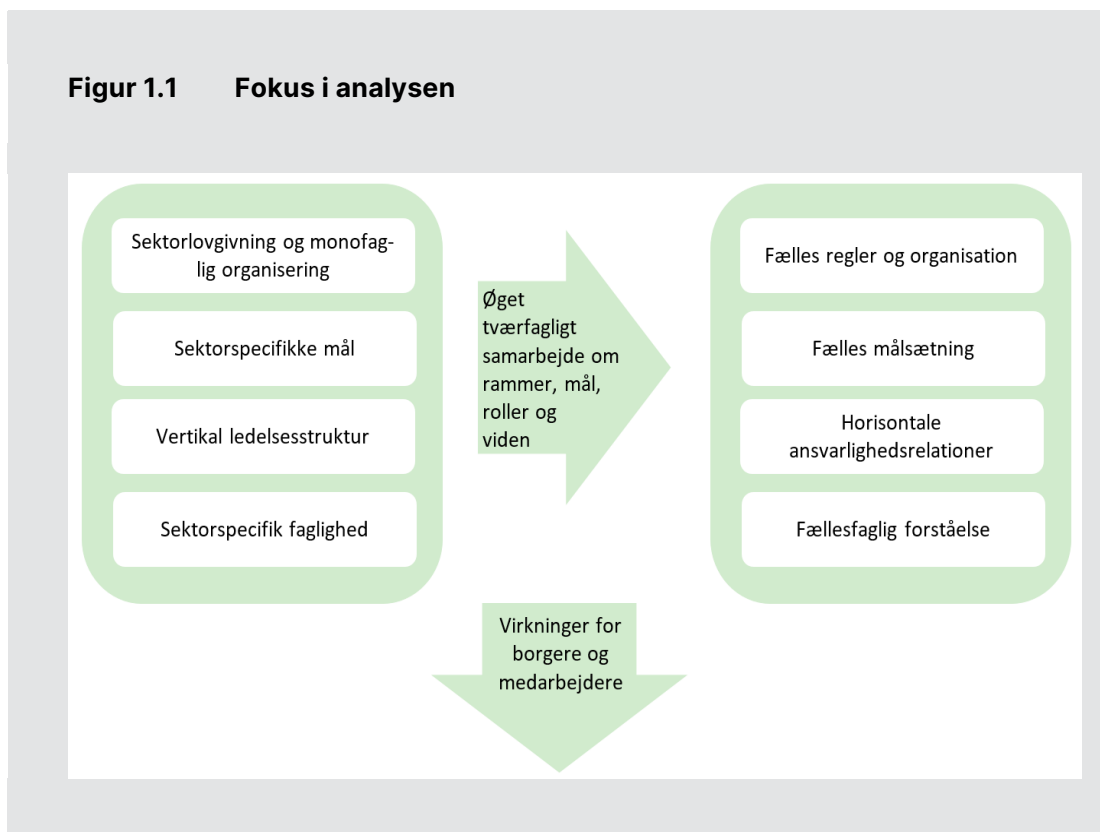 Figur 1.1 Fokus i analysen
Sektorlovgivning og monofag-
lig organisering
Sektorspecifikke mål
Vertikal ledelsesstruktur
Sektorspecifik faglighed
Øget
tværfagligt
samarbejde om
rammer, mål,
roller og
viden
Fælles regler og organisation
Fælles målsætning
Horisontale
ansvarlighedsrelationer
Fællesfaglig forståelse
Virkninger for
borgere og
medarbejdere